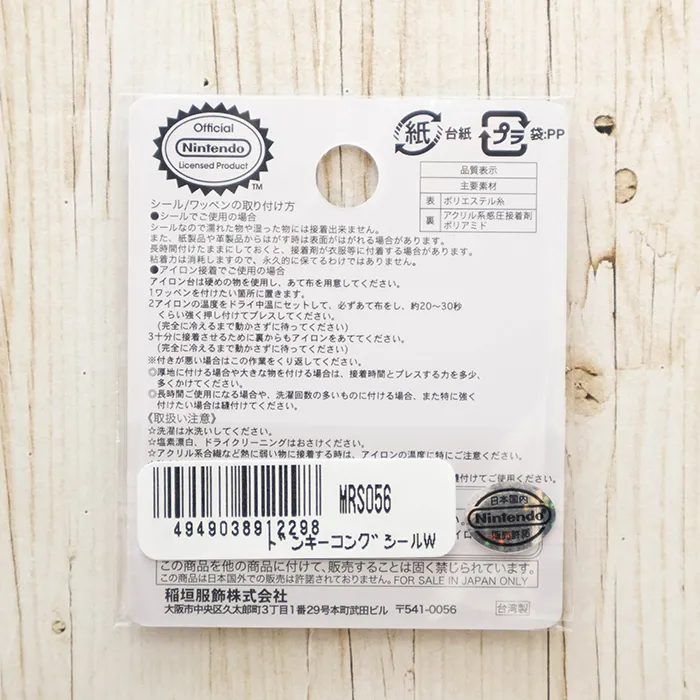 Official
Nintendo
Licensed Product
TM
紙 台紙 プラ 袋:PP
品質表示
主要素材
表 ポリエステル糸
裏 アクリル系感圧接着剤
ポリアミド
シール/ワッペンの取り付け方
●シールでご使用の場合
シールなので濡れた物や湿った物には接着出来ません。
また、紙製品や革製品からはがす時は表面がはがれる場合があります。
長時間付けたままにしておくと、接着剤が衣服等に付着する場合があります。
粘着力は消耗しますので、永久的に保てるわけではありません。
●アイロン接着でご使用の場合
アイロン台は硬めの物を使用し、あて布を用意してください。
1ワッペンを付けたい箇所に置きます。
2アイロンの温度をドライ中温にセットして、必ずあて布をし、約20〜30秒
くらい強く押し付けてプレスしてください。
(完全に冷えるまで動かさずに待ってください)
3十分に接着させるために裏からもアイロンをあててください。
(完全に冷えるまで動かさずに待ってください)
※付きが悪い場合はこの作業をくり返してください。
◎厚地に付ける場合や大きな物を付ける場合は、接着時間とプレスする力を多少、
多くかけてください。
◎長時間ご使用になる場合や、洗濯回数の多いものに付ける場合、また特に強く
付けたい場合は縫付けてください。
《取扱い注意》
☆洗濯は水洗いしてください。
☆塩素漂白、ドライクリーニングはおさけください。
☆アクリル系合繊など熱に弱い物に接着する時は、アイロンの温度に特にご注意ください。
縫付けてご使用ください。
MRS056
4949038912298
ドンキーコングシールW
日本国内
Nintendo
販売許諾
この商品を他の商品に付けて、販売することは固く禁じられています。
この商品は日本国外での販売は許諾されておりません。FOR SALE IN JAPAN ONLY
稲垣服飾株式会社
大阪市中央区久太郎町3丁目1番29号本町武田ビル 〒541-0056
台湾製